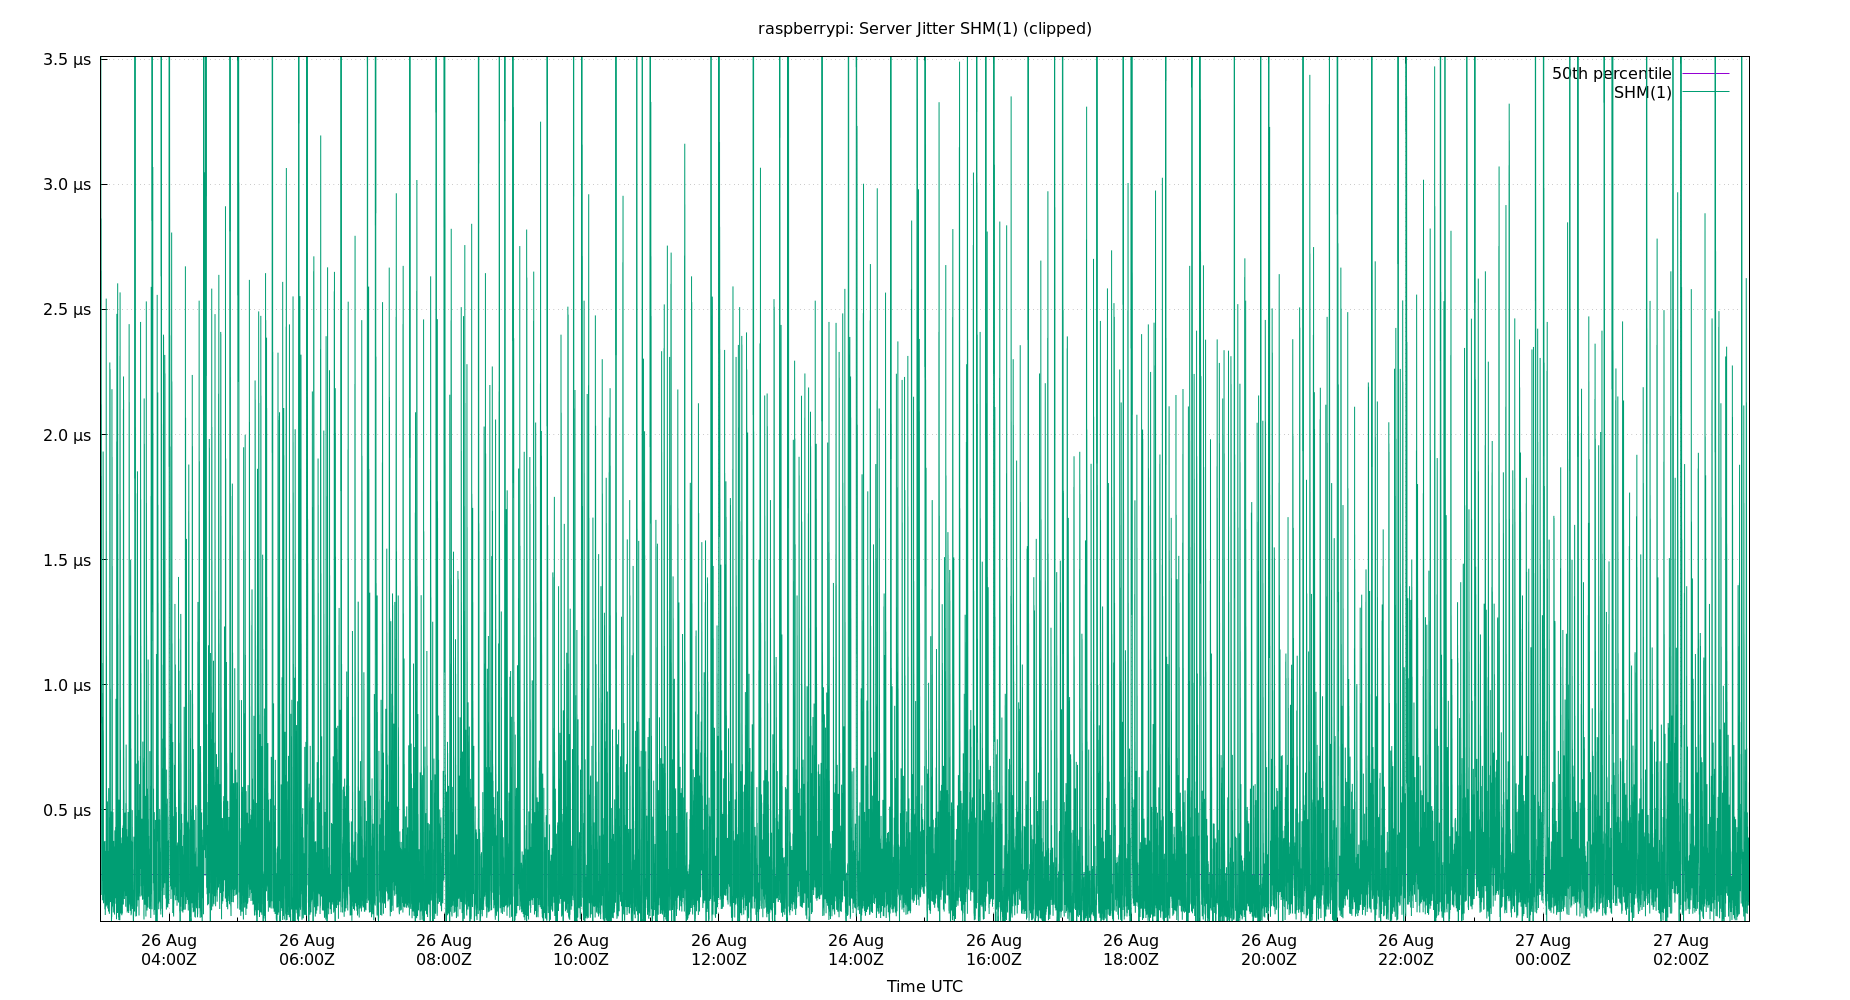 raspberrypi: Server Jitter SHM(1) (clipped)
3.5 µs
3.0 µs
2.5 µs
2.0 µs
1.5 µs
1.0 µs
0.5 µs
50th percentile
SHM(1)
26 Aug 26 Aug 26 Aug 26 Aug 26 Aug 26 Aug 26 Aug 26 Aug 26 Aug 26 Aug 27 Aug 27 Aug
04:00Z 06:00Z 08:00Z 10:00Z 12:00Z 14:00Z 16:00Z 18:00Z 20:00Z 22:00Z 00:00Z 02:00Z
Time UTC